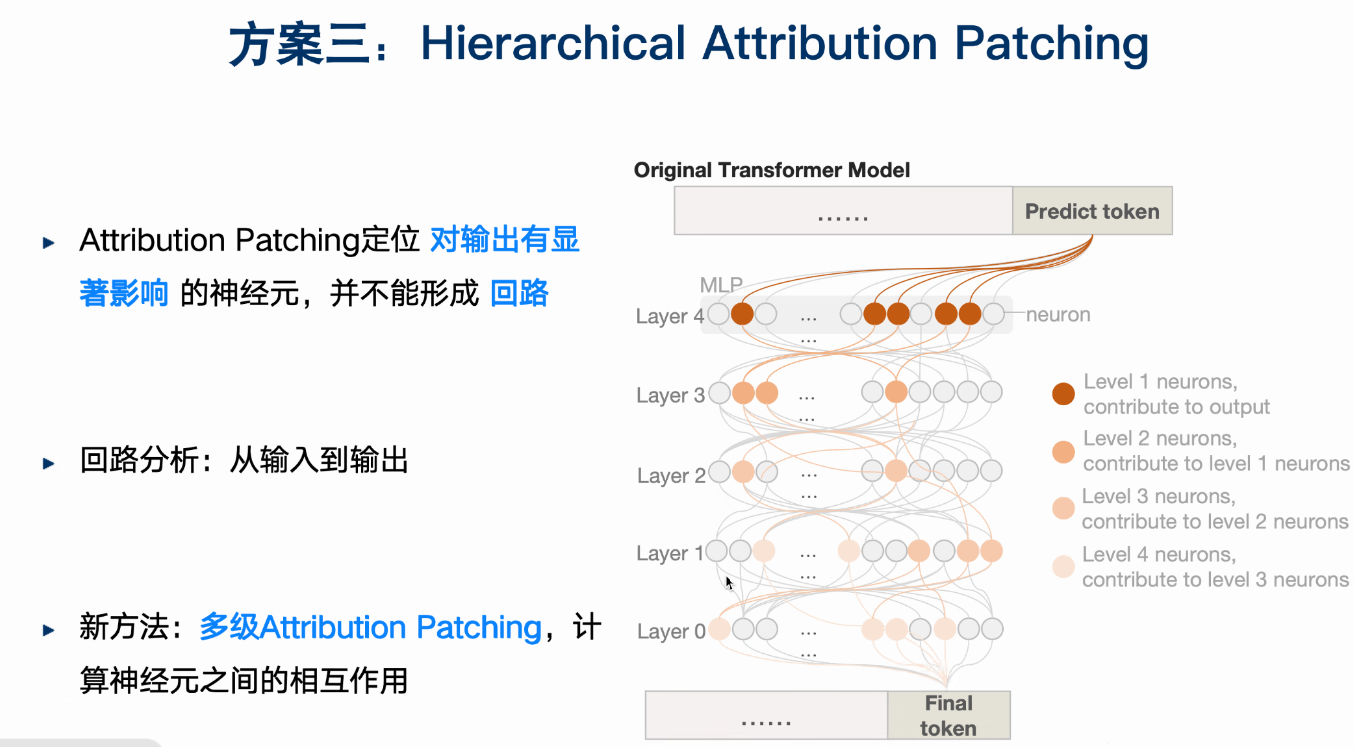 方案三：Hierarchical Attribution Patching
Attribution Patching定位 对输出有显
著影响 的神经元，并不能形成 回路
回路分析：从输入到输出
新方法：多级Attribution Patching，计
算神经元之间的相互作用
Original Transformer Model
......
Predict token
MLP
Layer 4
...
...
neuron
Layer 3
...
...
Layer 2
...
...
Layer 1
...
...
Layer 0
...
...
Level 1 neurons,
contribute to output
Level 2 neurons,
contribute to level 1 neurons
Level 3 neurons,
contribute to level 2 neurons
Level 4 neurons,
contribute to level 3 neurons
......
Final
token